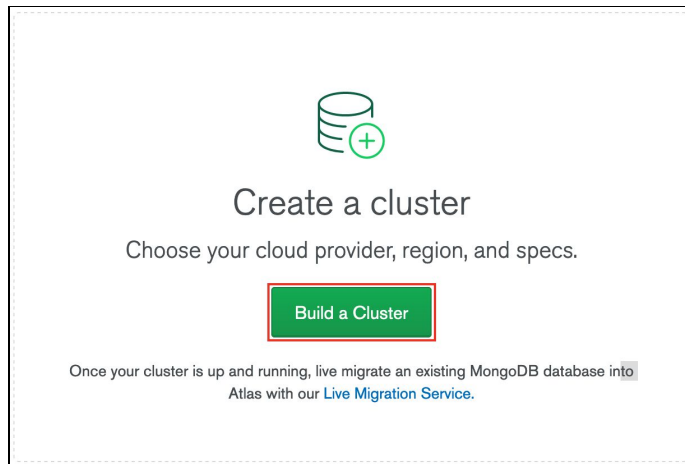 Create a cluster
Choose your cloud provider, region, and specs.
Build a Cluster
Once your cluster is up and running, live migrate an existing MongoDB database into
Atlas with our Live Migration Service.